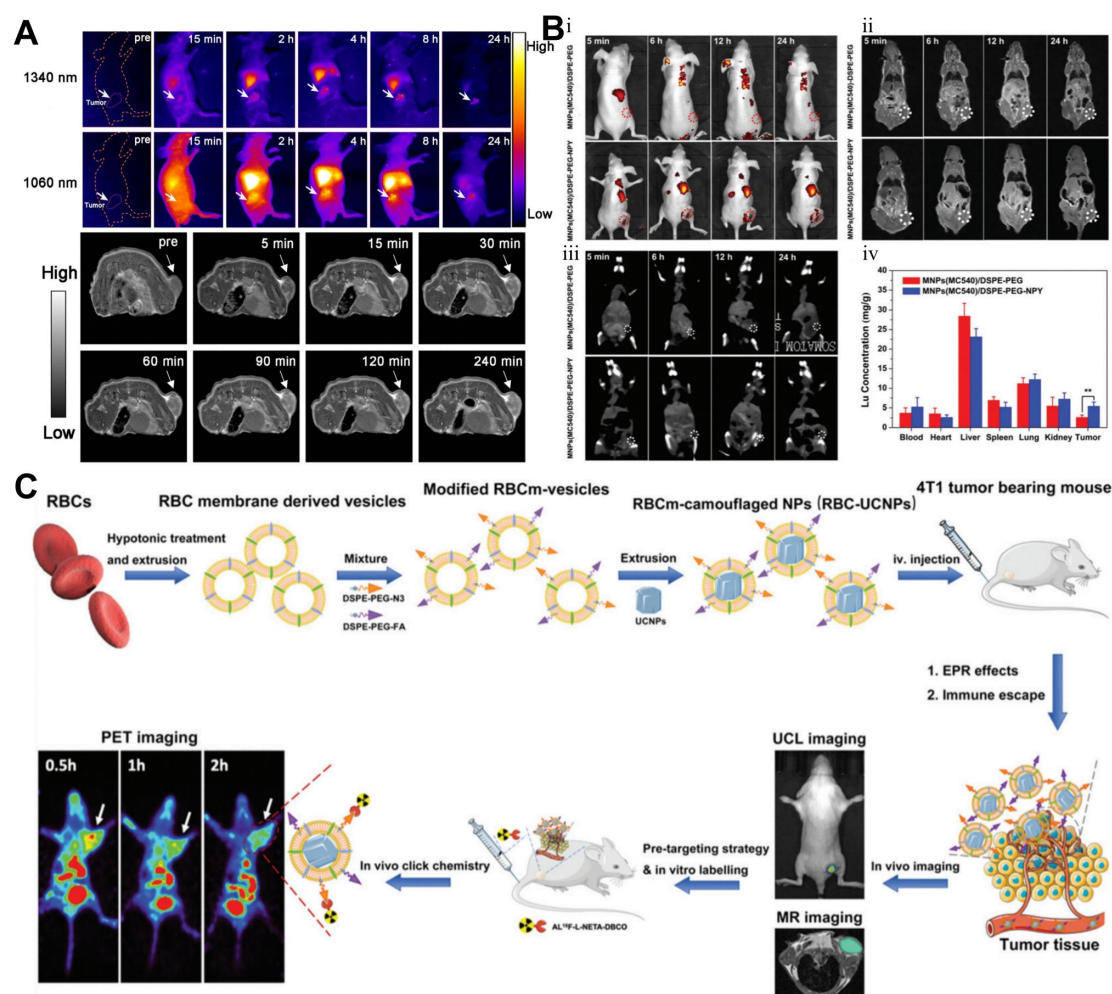 A
1340 nm
pre
Tumor
15 min
2 h
4 h
8 h
24 h
High
1060 nm
pre
Tumor
15 min
2 h
4 h
8 h
24 h
Low
High
Low
pre
5 min
15 min
30 min
60 min
90 min
120 min
240 min
B
i
MNPs(MC540)/DSPE-PEG
5 min
6 h
12 h
24 h
MNPs(MC540)/DSPE-PEG-NPY
ii
MNPs(MC540)-DSPE-PEG
5 min
6 h
12 h
24 h
MNPs(MC540)/DSPE-PEG-NPY
iii
MNPs(MC540)/DSPE-PEG
5 min
6 h
12 h
24 h
SOMATOM
MNPs(MC540)/DSPE-PEG-NPY
iv
Lu Concentration (mg/g)
40
35
30
25
20
15
10
5
0
MNPs(MC540)/DSPE-PEG
MNPs(MC540)/DSPE-PEG-NPY
**
Blood Heart Liver Spleen Lung Kidney Tumor
C
RBCs
Hypotonic treatment
and extrusion
RBC membrane derived vesicles
Mixture
DSPE-PEG-N3
DSPE-PEG-FA
Modified RBCm-vesicles
Extrusion
UCNPs
RBCm-camouflaged NPs (RBC-UCNPs)
iv. injection
4T1 tumor bearing mouse
1. EPR effects
2. Immune escape
Tumor tissue
In vivo imaging
UCL imaging
MR imaging
Pre-targeting strategy
& in vitro labelling
AL¹⁸F-L-NETA-DBCO
In vivo click chemistry
PET imaging
0.5h
1h
2h